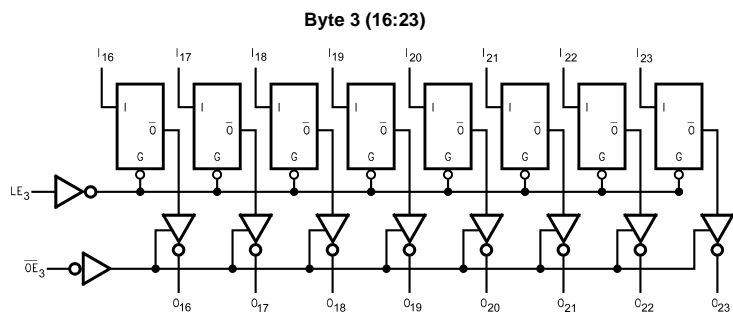 Byte 3 (16:23)
I16 I17 I18 I19 I20 I21 I22 I23
I I I I I I I I
O̅ O̅ O̅ O̅ O̅ O̅ O̅ O̅
G G G G G G G G
LE3
O̅E̅3
O16 O17 O18 O19 O20 O21 O22 O23